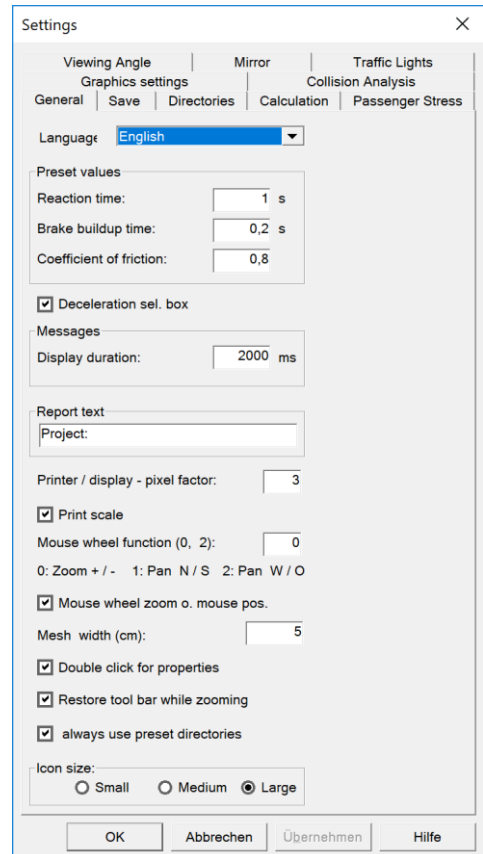 Settings
Viewing Angle Mirror Traffic Lights
Graphics settings Collision Analysis
General Save Directories Calculation Passenger Stress
Language English
Preset values
Reaction time: 1 s
Brake buildup time: 0,2 s
Coefficient of friction: 0,8
Deceleration sel. box
Messages
Display duration: 2000 ms
Report text
Project:
Printer / display - pixel factor: 3
Print scale
Mouse wheel function (0, 2): 0
0: Zoom + / - 1: Pan N / S 2: Pan W / O
Mouse wheel zoom o. mouse pos.
Mesh width (cm): 5
Double click for properties
Restore tool bar while zooming
always use preset directories
Icon size:
Small Medium Large
OK Abbrechen Übernehmen Hilfe